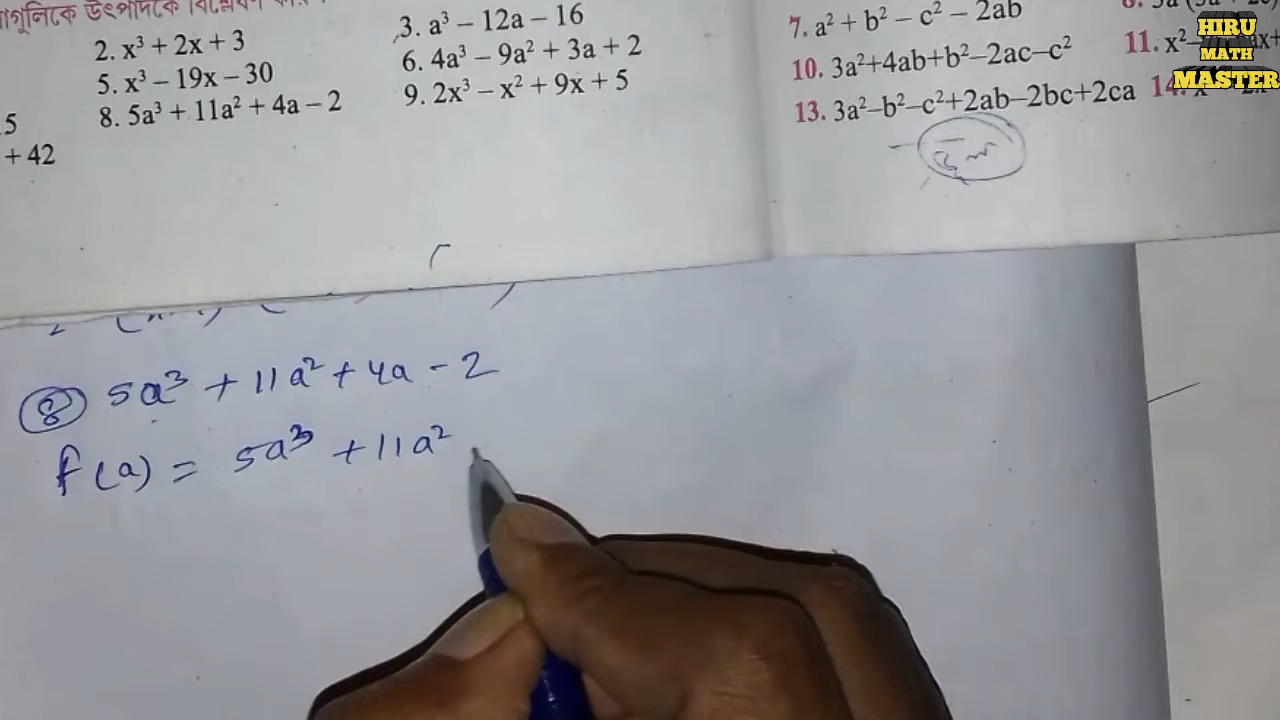 গুলিকে উৎপাদকে বিশ্লেষণ
2. x³ + 2x + 3
3. a³ − 12a − 16
5. x³ − 19x − 30
6. 4a³ − 9a² + 3a + 2
5
8. 5a³ + 11a² + 4a − 2
9. 2x³ − x² + 9x + 5
+ 42
7. a² + b² − c² − 2ab
10. 3a²+4ab+b²−2ac−c²
11. x²−
13. 3a²−b²−c²+2ab−2bc+2ca
14.
HIRU
MATH
MASTER
8 5a³ + 11a² + 4a − 2
f(a) = 5a³ + 11a²